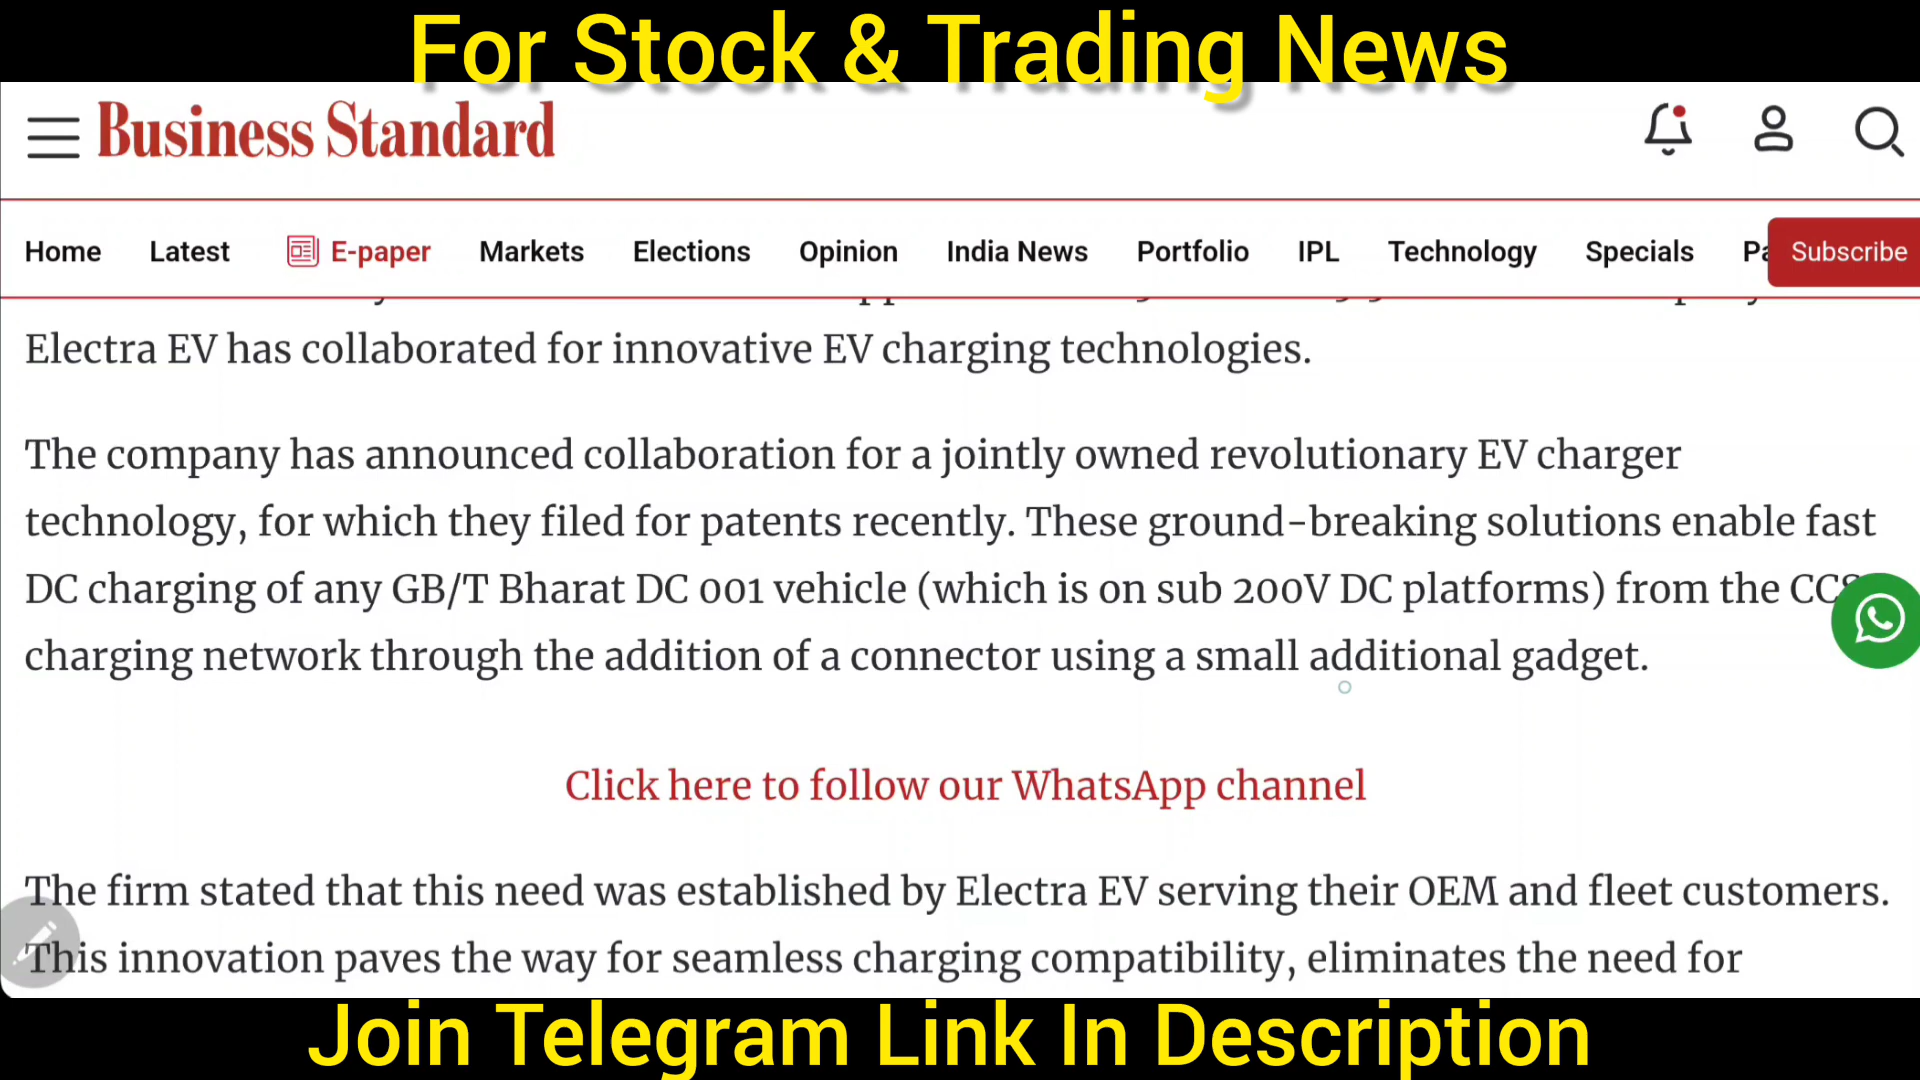 For Stock & Trading News
Business Standard
Home Latest E-paper Markets Elections Opinion India News Portfolio IPL Technology Specials Subscribe
Electra EV has collaborated for innovative EV charging technologies.
The company has announced collaboration for a jointly owned revolutionary EV charger
technology, for which they filed for patents recently. These ground-breaking solutions enable fast
DC charging of any GB/T Bharat DC 001 vehicle (which is on sub 200V DC platforms) from the CCS
charging network through the addition of a connector using a small additional gadget.
Click here to follow our WhatsApp channel
The firm stated that this need was established by Electra EV serving their OEM and fleet customers.
This innovation paves the way for seamless charging compatibility, eliminates the need for
Join Telegram Link In Description